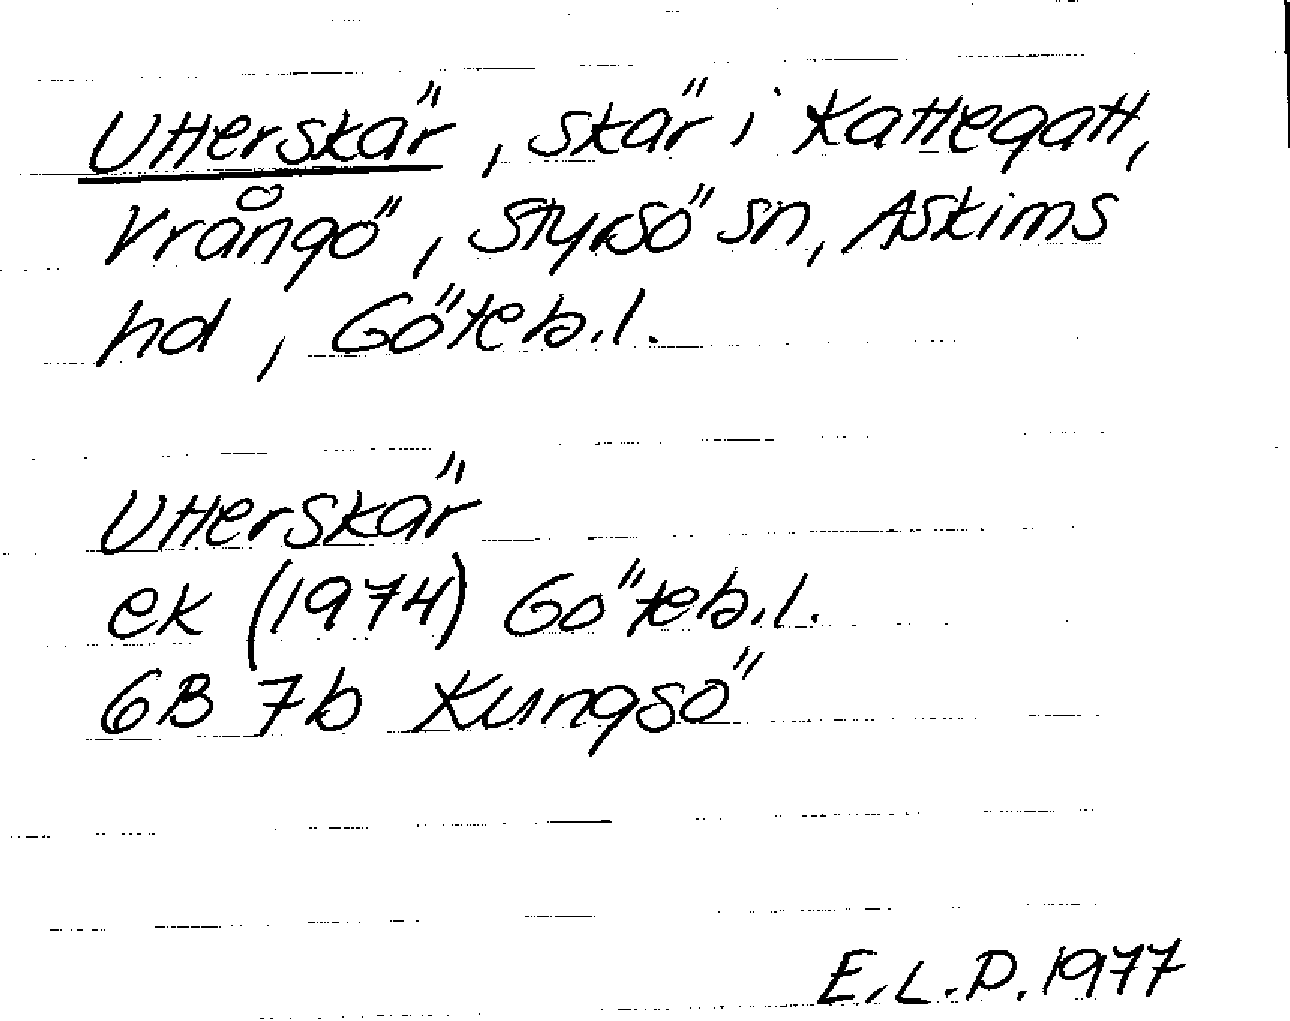 Utterskär, skär i Kattegatt,
Vrångö, Styrsö sn, Askims
hd, Göteb.l.
Utterskär
ek (1974) Göteb.l.
6B 7b Kungsö
E.L.D. 1977